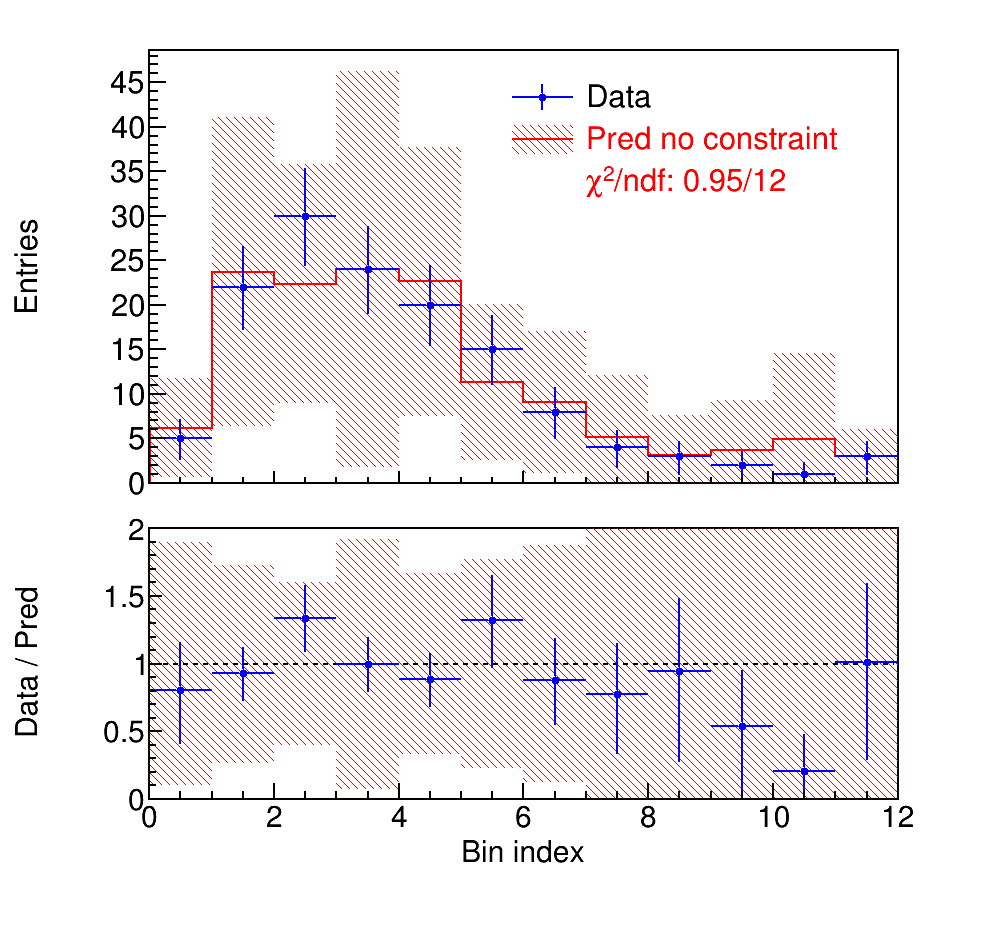 Data
Pred no constraint
χ²/ndf: 0.95/12
Entries
45
40
35
30
25
20
15
10
5
0
Data / Pred
2
1.5
1
0.5
0
0 2 4 6 8 10 12
Bin index